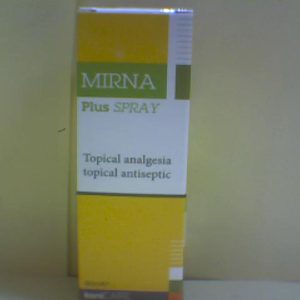 MIRNA
Plus SPRAY
Topical analgesia
topical antiseptic